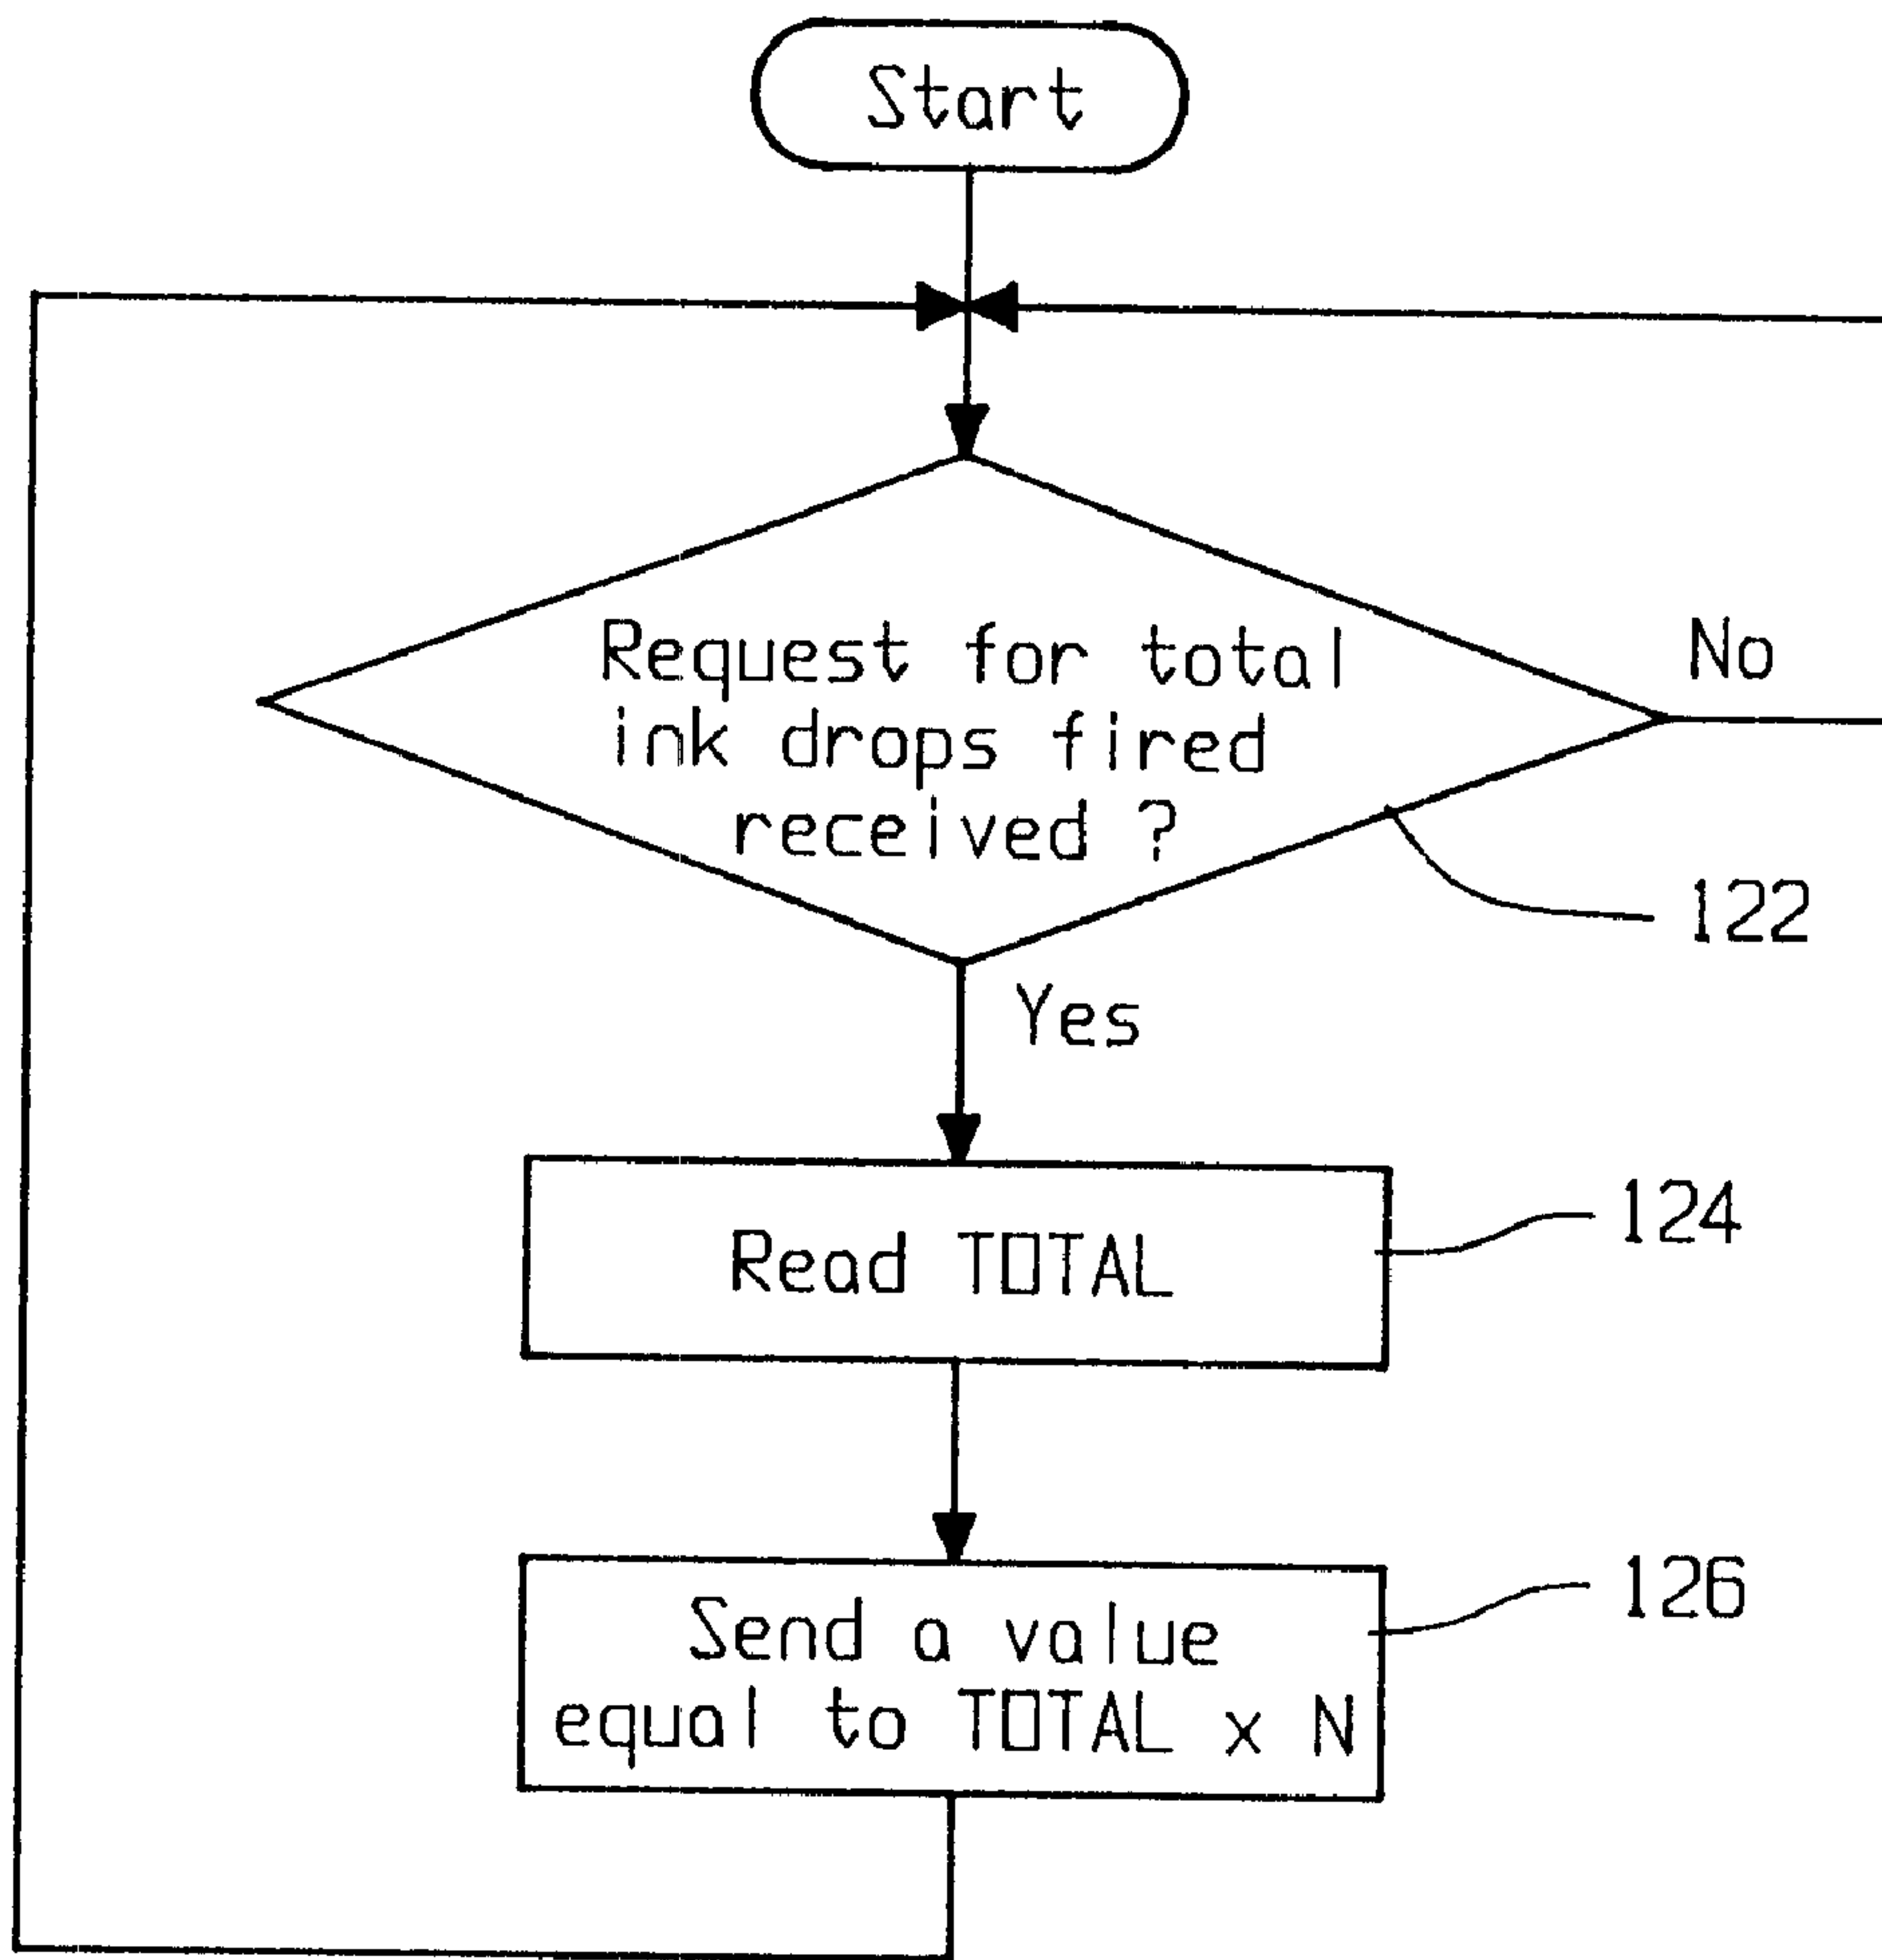 Start
Request for total
ink drops fired
received ?
No
122
Yes
Read TOTAL
124
Send a value
equal to TOTAL x N
126